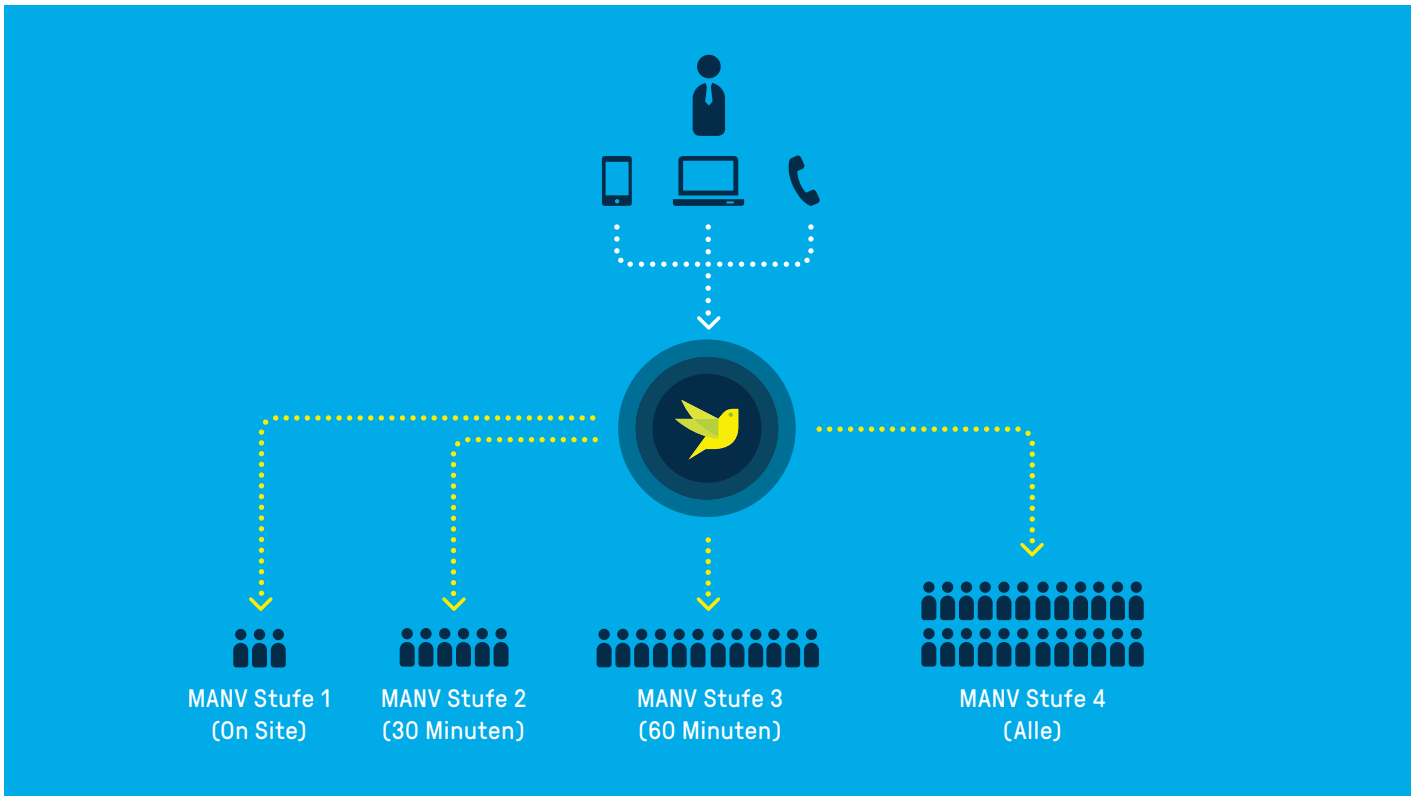 MANV Stufe 1
(On Site)
MANV Stufe 2
(30 Minuten)
MANV Stufe 3
(60 Minuten)
MANV Stufe 4
(Alle)